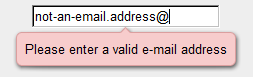 not-an-email.address@
Please enter a valid e-mail address